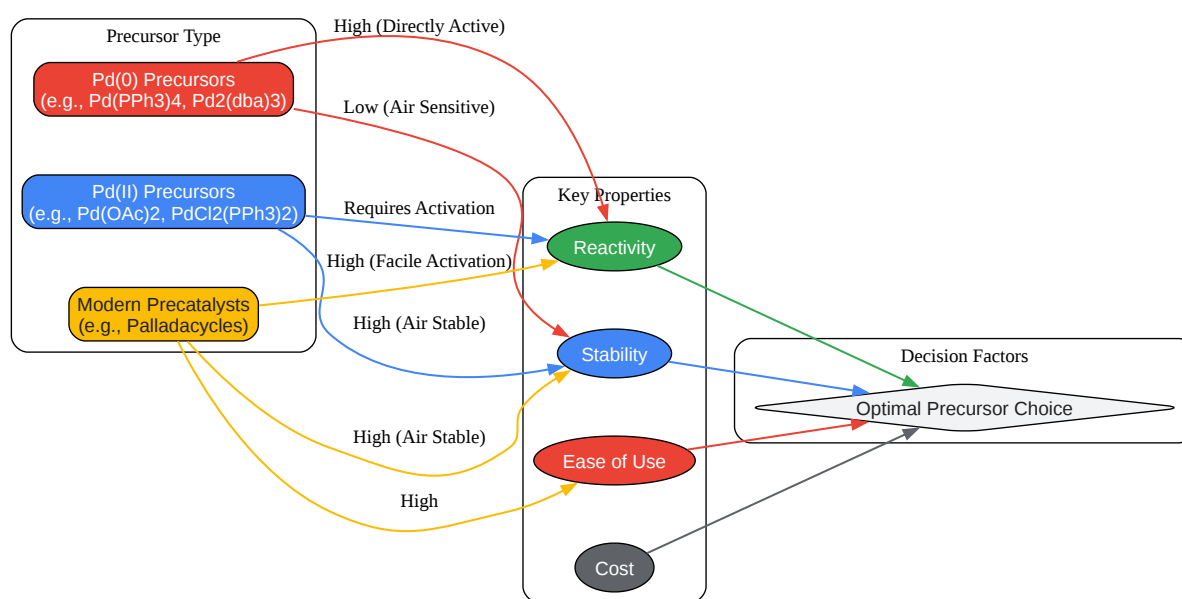 Precursor Type
Pd(0) Precursors
(e.g., Pd(PPh3)4, Pd2(dba)3)
Pd(II) Precursors
(e.g., Pd(OAc)2, PdCl2(PPh3)2)
Modern Precatalysts
(e.g., Palladacycles)
High (Directly Active)
Low (Air Sensitive)
Requires Activation
High (Facile Activation)
High (Air Stable)
High (Air Stable)
High
Key Properties
Reactivity
Stability
Ease of Use
Cost
Decision Factors
Optimal Precursor Choice